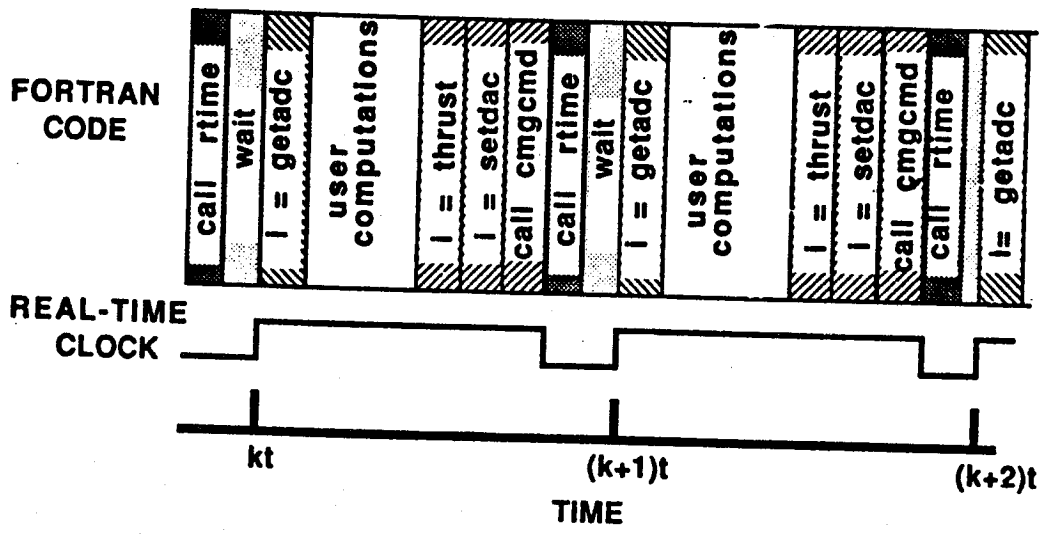 FORTRAN
CODE
call rtime
wait
i = getadc
user
computations
i = thrust
i = setdac
call cmgcmd
call rtime
wait
i = getadc
user
computations
i = thrust
i = setdac
call cmgcmd
call rtime
i= getadc
REAL-TIME
CLOCK
kt
(k+1)t
(k+2)t
TIME